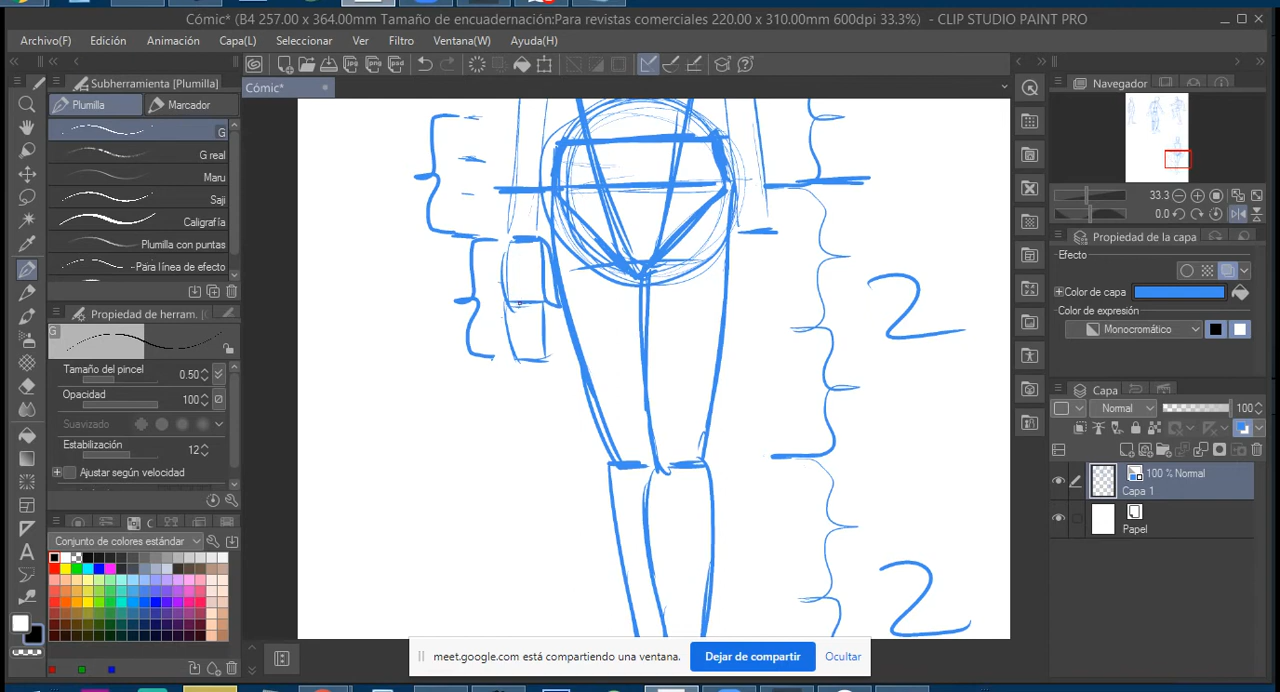 Cómic* (B4 257.00 x 364.00mm Tamaño de encuadernación:Para revistas comerciales 220.00 x 310.00mm 600dpi 33.3%) - CLIP STUDIO PAINT PRO
Archivo(F) Edición Animación Capa(L) Seleccionar Ver Filtro Ventana(W) Ayuda(H)
Subherramienta [Plumilla]
Cómic*
Navegador
Plumilla Marcador
G
G real
Maru
Saji
Caligrafía
Plumilla con puntas
Para línea de efecto
33.3
0.0
Propiedad de la capa
Efecto
Color de capa
Color de expresión
Monocromático
Propiedad de herram.
G
Tamaño del pincel 0.50
Opacidad 100
Suavizado
Estabilización 12
Ajustar según velocidad
Capa
Normal 100
100 % Normal
Capa 1
Papel
C
Conjunto de colores estándar
2
2
meet.google.com está compartiendo una ventana. Dejar de compartir Ocultar